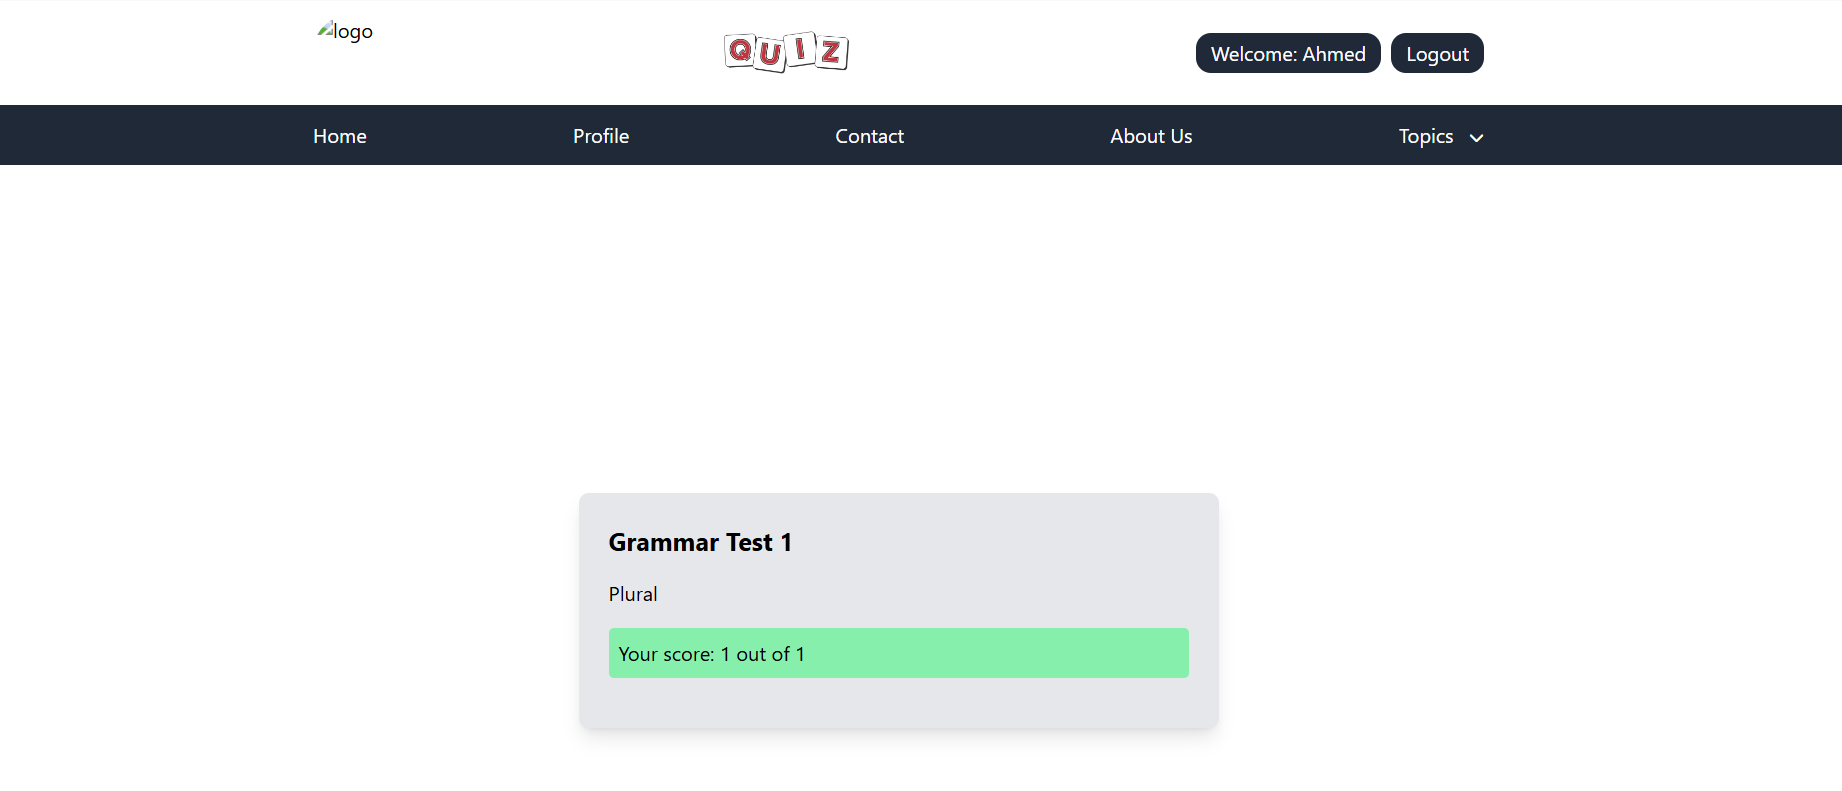 logo
QUIZ
Welcome: Ahmed
Logout
Home
Profile
Contact
About Us
Topics
Grammar Test 1
Plural
Your score: 1 out of 1